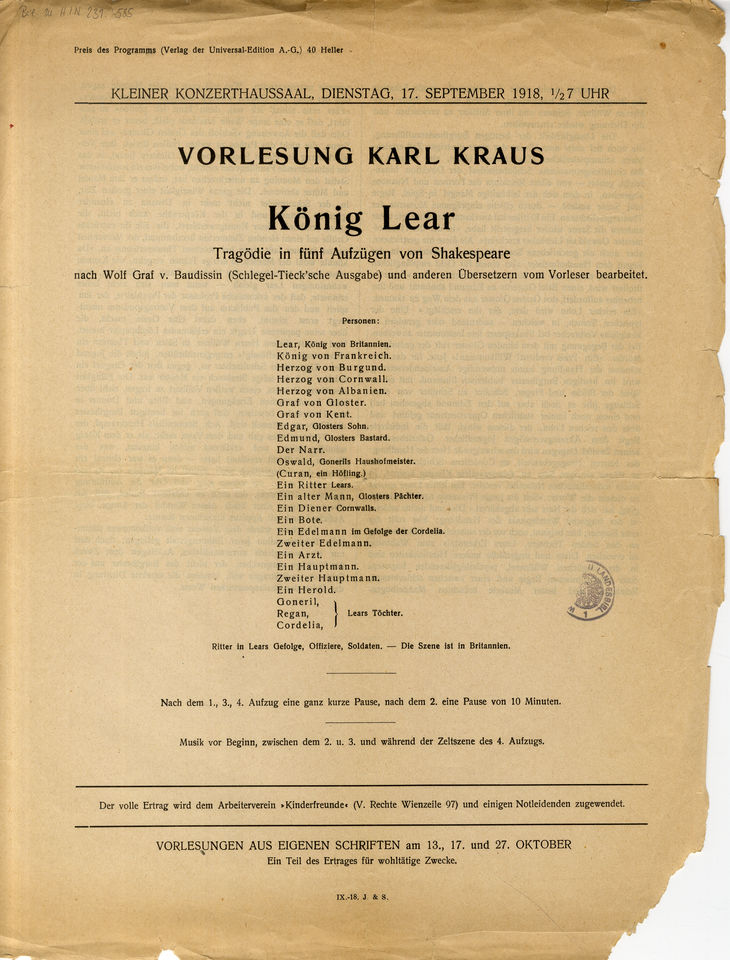 Preis des Programms (Verlag der Universal-Edition A.-G.) 40 Heller
KLEINER KONZERTHAUSSAAL, DIENSTAG, 17. SEPTEMBER 1918, ½7 UHR
VORLESUNG KARL KRAUS
König Lear
Tragödie in fünf Aufzügen von Shakespeare
nach Wolf Graf v. Baudissin (Schlegel-Tieck'sche Ausgabe) und anderen Übersetzern vom Vorleser bearbeitet.
Personen:
Lear, König von Britannien.
König von Frankreich.
Herzog von Burgund.
Herzog von Cornwall.
Herzog von Albanien.
Graf von Gloster.
Graf von Kent.
Edgar, Glosters Sohn.
Edmund, Glosters Bastard.
Der Narr.
Oswald, Gonerils Haushofmeister.
(Curan, ein Höfling.)
Ein Ritter Lears.
Ein alter Mann, Glosters Pächter.
Ein Diener Cornwalls.
Ein Bote.
Ein Edelmann im Gefolge der Cordelia.
Zweiter Edelmann.
Ein Arzt.
Ein Hauptmann.
Zweiter Hauptmann.
Ein Herold.
Goneril,
Regan, } Lears Töchter.
Cordelia,
Ritter in Lears Gefolge, Offiziere, Soldaten. — Die Szene ist in Britannien.
Nach dem 1., 3., 4. Aufzug eine ganz kurze Pause, nach dem 2. eine Pause von 10 Minuten.
Musik vor Beginn, zwischen dem 2. u. 3. und während der Zeltszene des 4. Aufzugs.
Der volle Ertrag wird dem Arbeiterverein »Kinderfreunde« (V. Rechte Wienzeile 97) und einigen Notleidenden zugewendet.
VORLESUNGEN AUS EIGENEN SCHRIFTEN am 13., 17. und 27. OKTOBER
Ein Teil des Ertrages für wohltätige Zwecke.
IX.-18. J. & S.